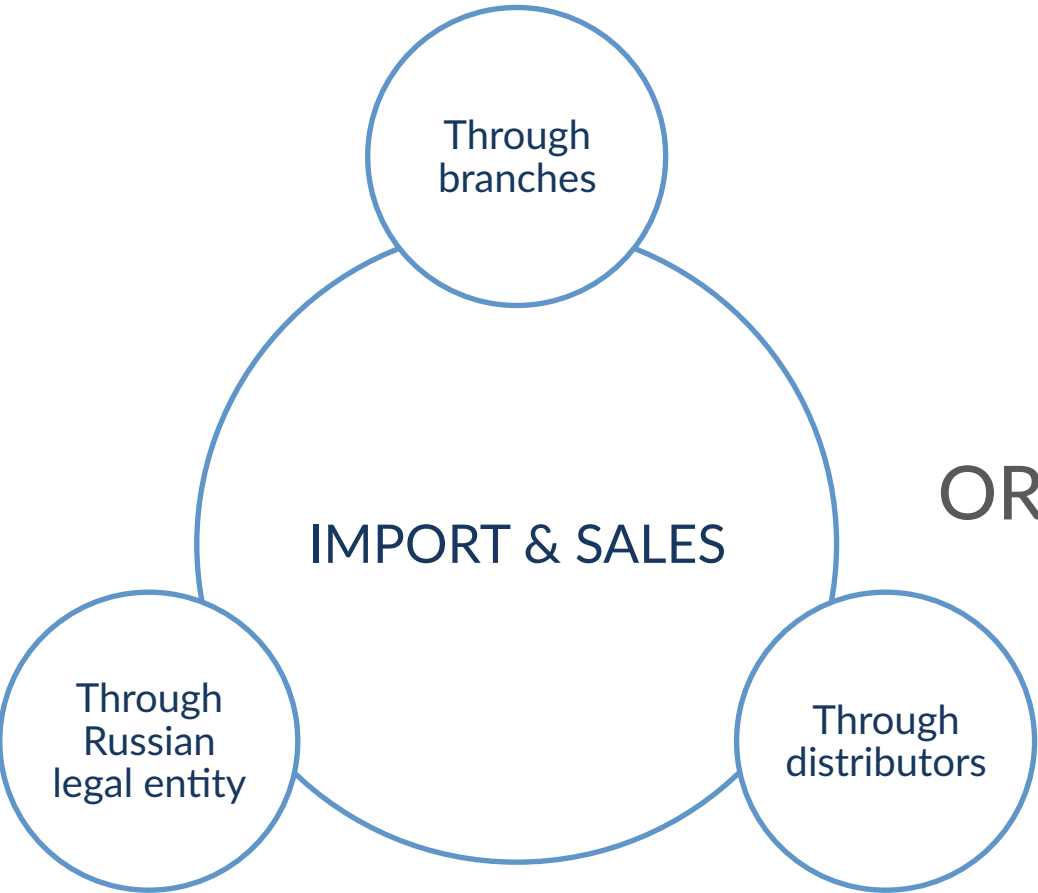 Through
branches
OR
IMPORT & SALES
Through
Russian
legal entity
Through
distributors